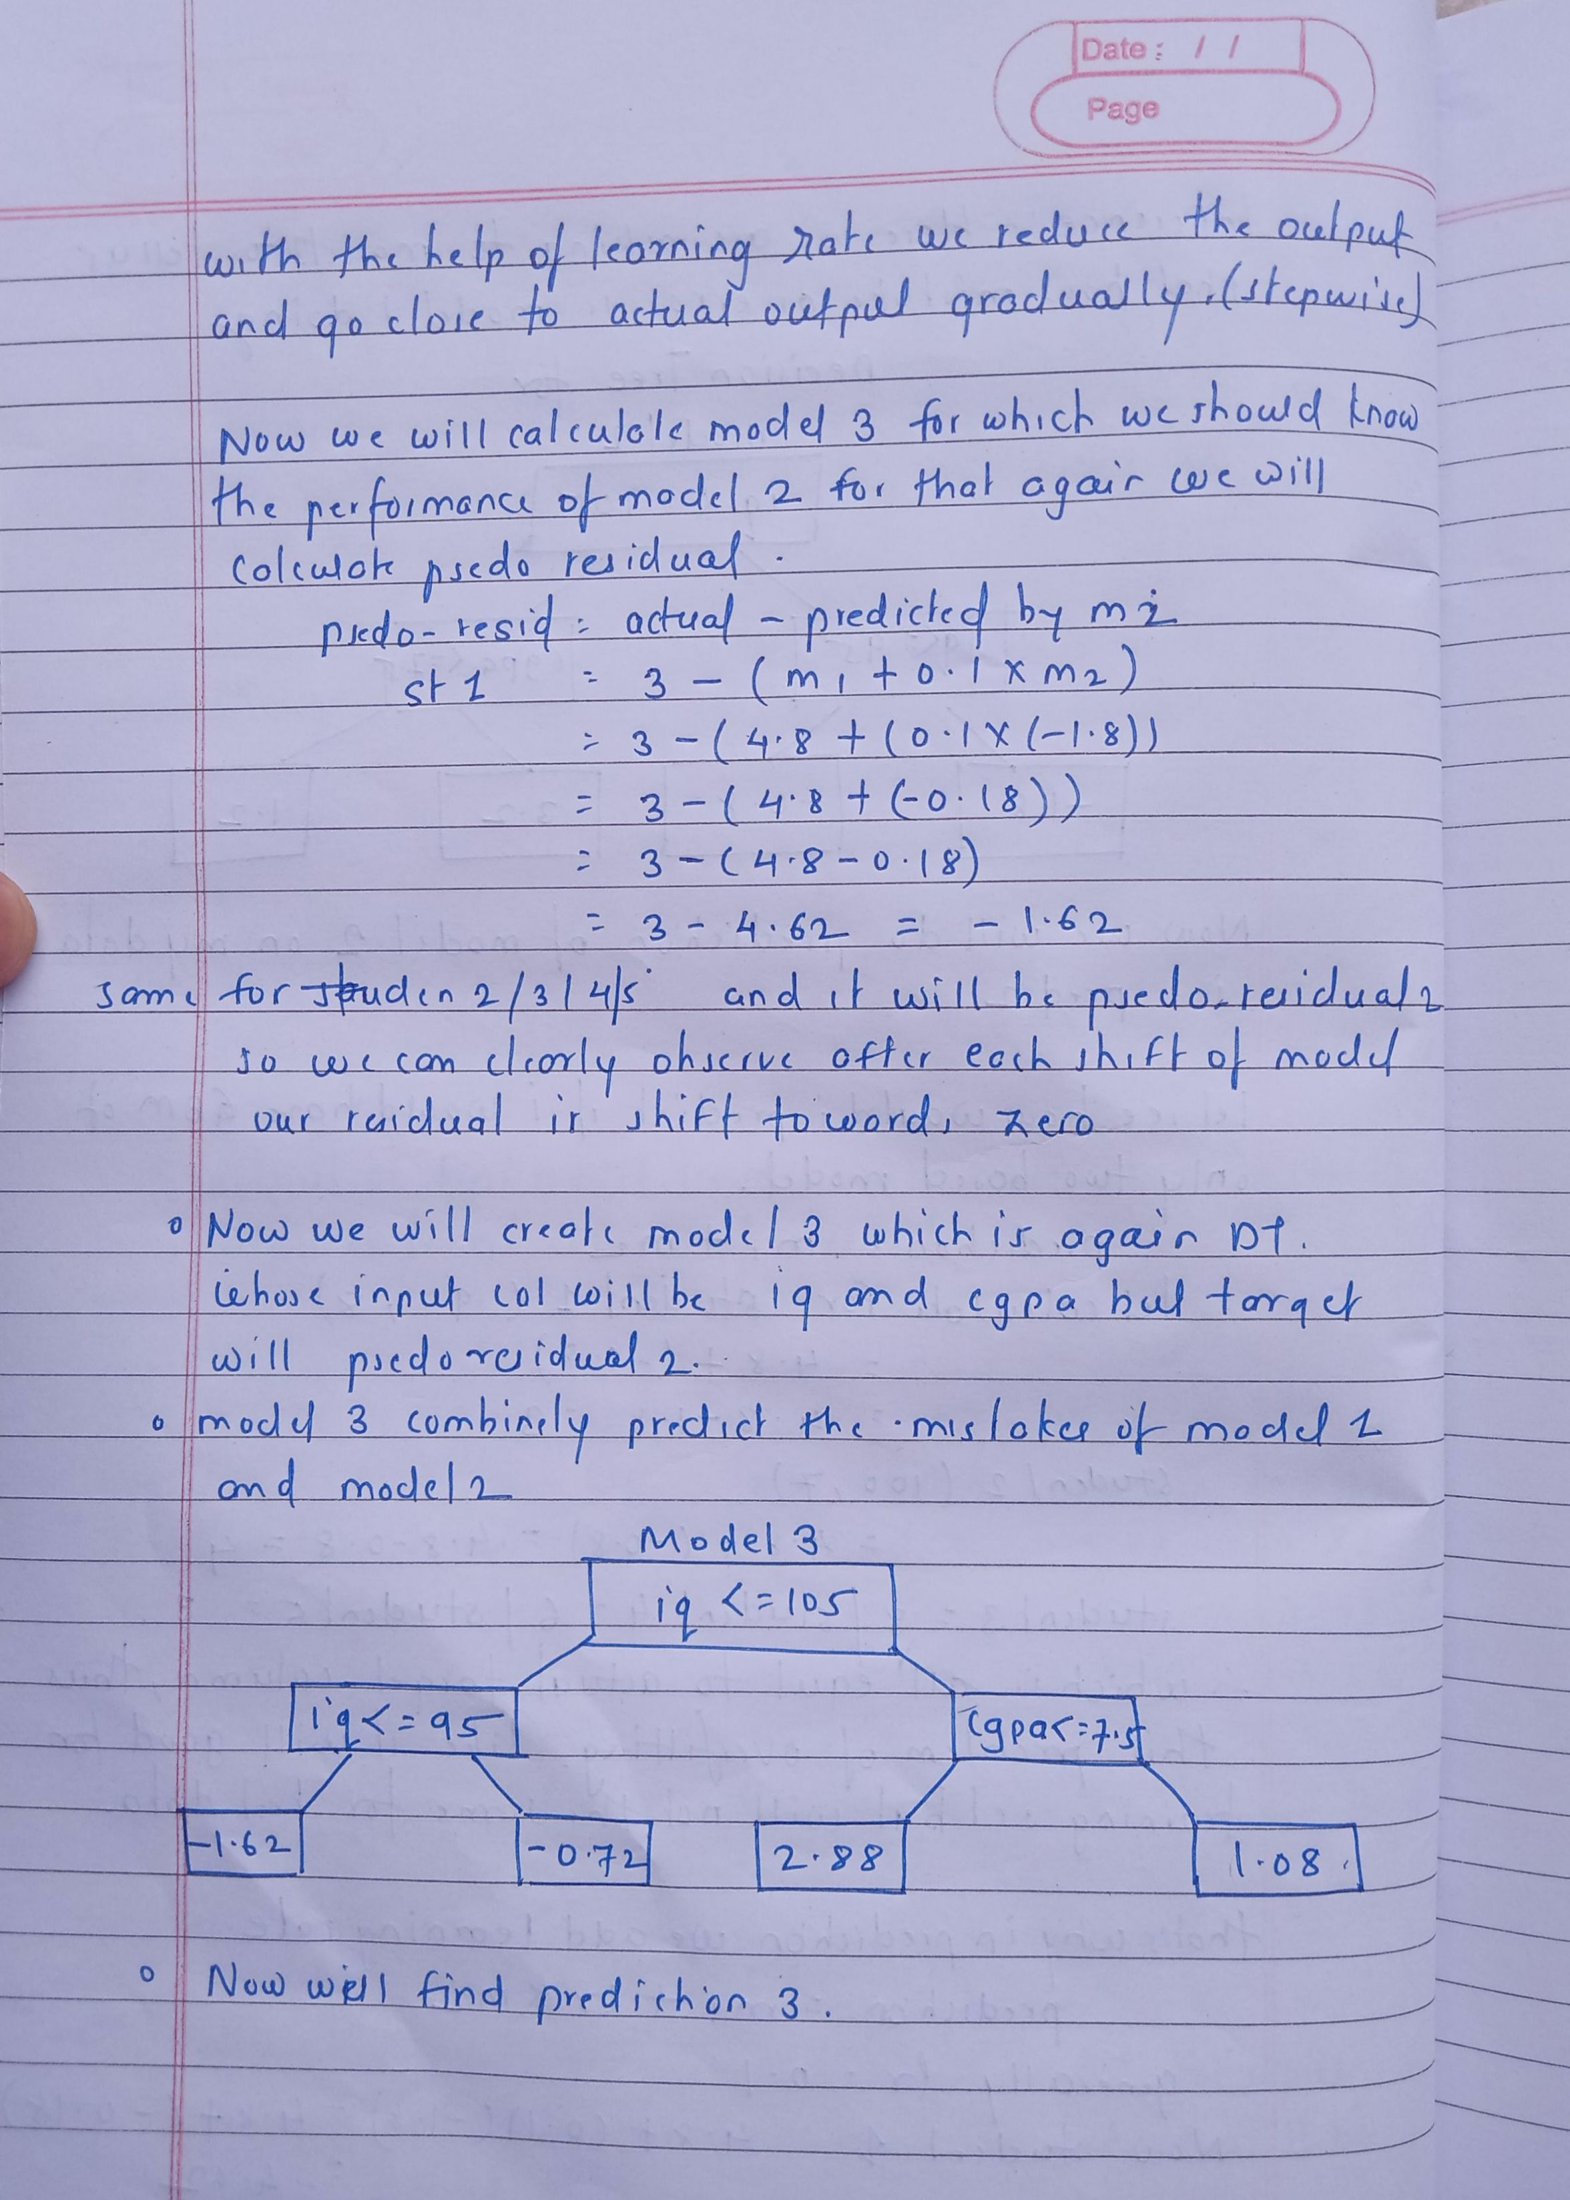 Date : / /
Page
with the help of learning rate we reduce the output
and go close to actual output gradually. (stepwise)
Now we will calculate model 3 for which we should know
the performance of model 2 for that again we will
calculate psedo residual .
psedo-resid = actual - predicted by m2
st 1 = 3 - (m1 + 0.1 x m2)
= 3 - (4.8 + (0.1 x (-1.8))
= 3 - (4.8 + (-0.18))
= 3 - (4.8 - 0.18)
= 3 - 4.62 = -1.62
same for studen 2/3/4/5 and it will be psedo-residual 2
so we can clearly observe after each shift of model
our residual is shift towards zero
o Now we will create model 3 which is again DT.
whose input col will be iq and cgpa but target
will psedoresidual 2.
o model 3 combinely predict the mistakes of model 1
and model 2
Model 3
iq <= 105
iq <= 95 cgpa <= 7.5
-1.62 -0.72 2.88 1.08
o Now will find prediction 3.